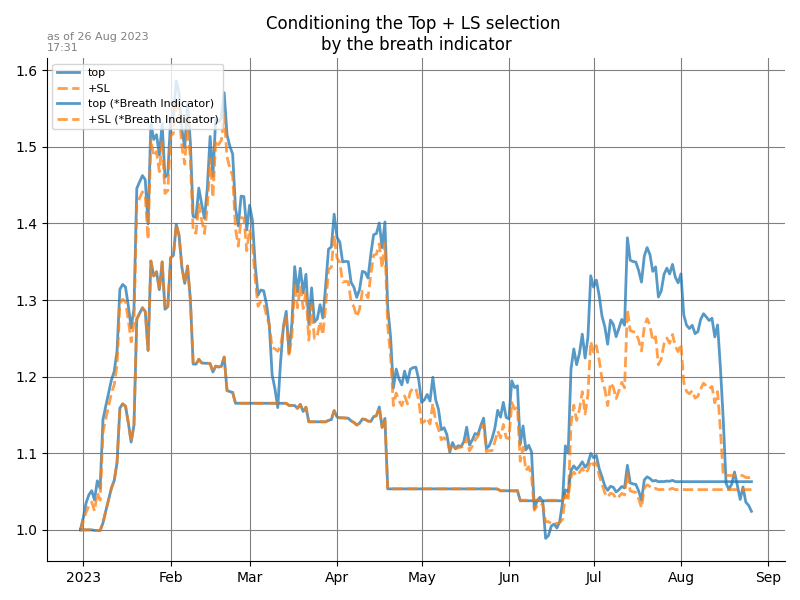 Conditioning the Top + LS selection
by the breath indicator
as of 26 Aug 2023
17:31
top
+SL
top (*Breath Indicator)
+SL (*Breath Indicator)
1.6
1.5
1.4
1.3
1.2
1.1
1.0
2023 Feb Mar Apr May Jun Jul Aug Sep